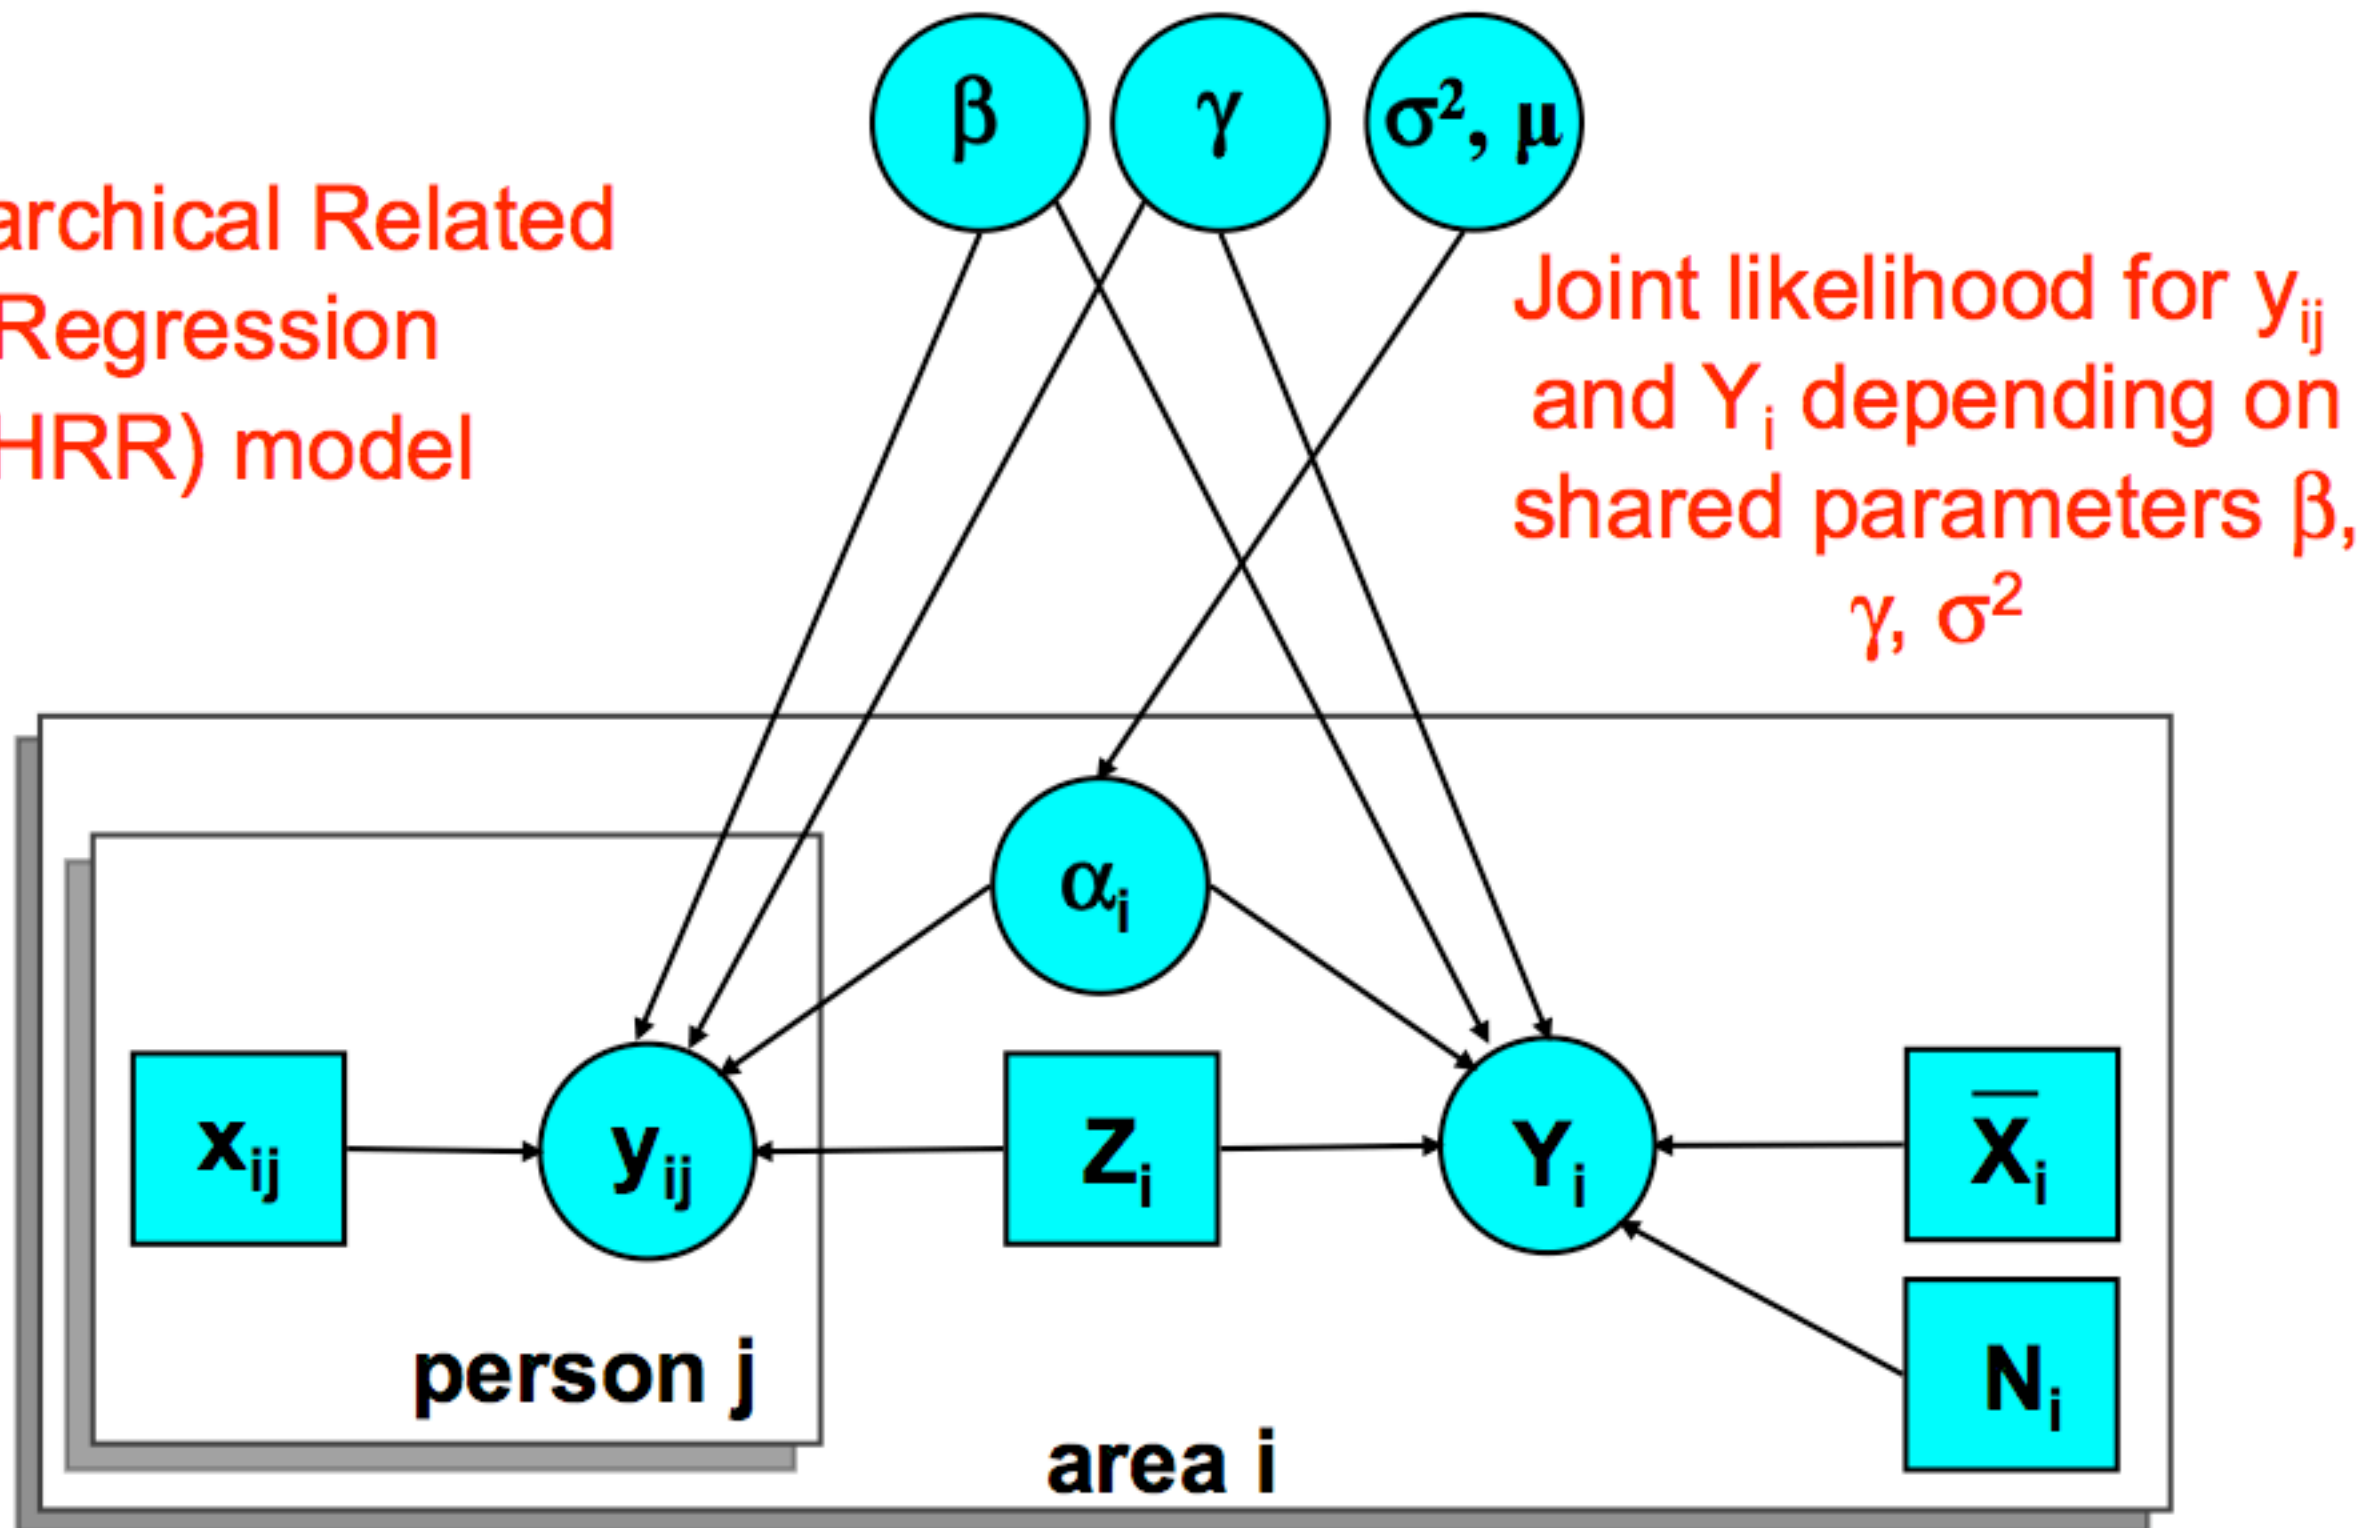 β
γ
σ², μ
archical Related
Regression
HRR) model
Joint likelihood for yᵢⱼ
and Yᵢ depending on
shared parameters β,
γ, σ²
αᵢ
xᵢⱼ
yᵢⱼ
Zᵢ
Yᵢ
X̅ᵢ
Nᵢ
person j
area i